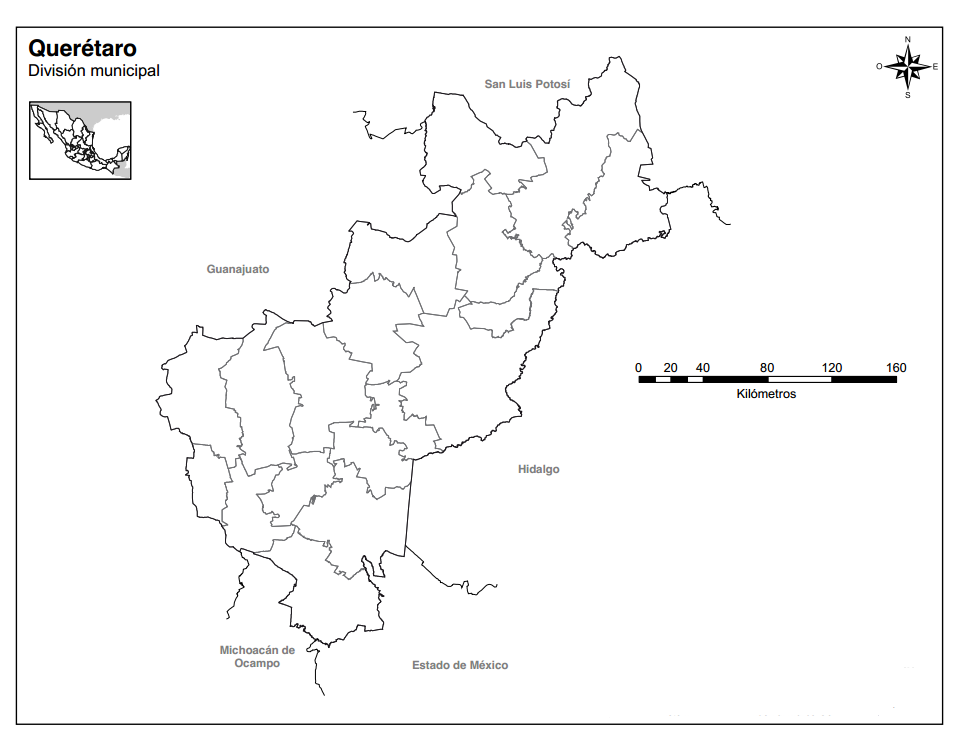 Querétaro
División municipal
N
O
E
S
San Luis Potosí
Guanajuato
0 20 40 80 120 160
Kilómetros
Hidalgo
Michoacán de
Ocampo
Estado de México